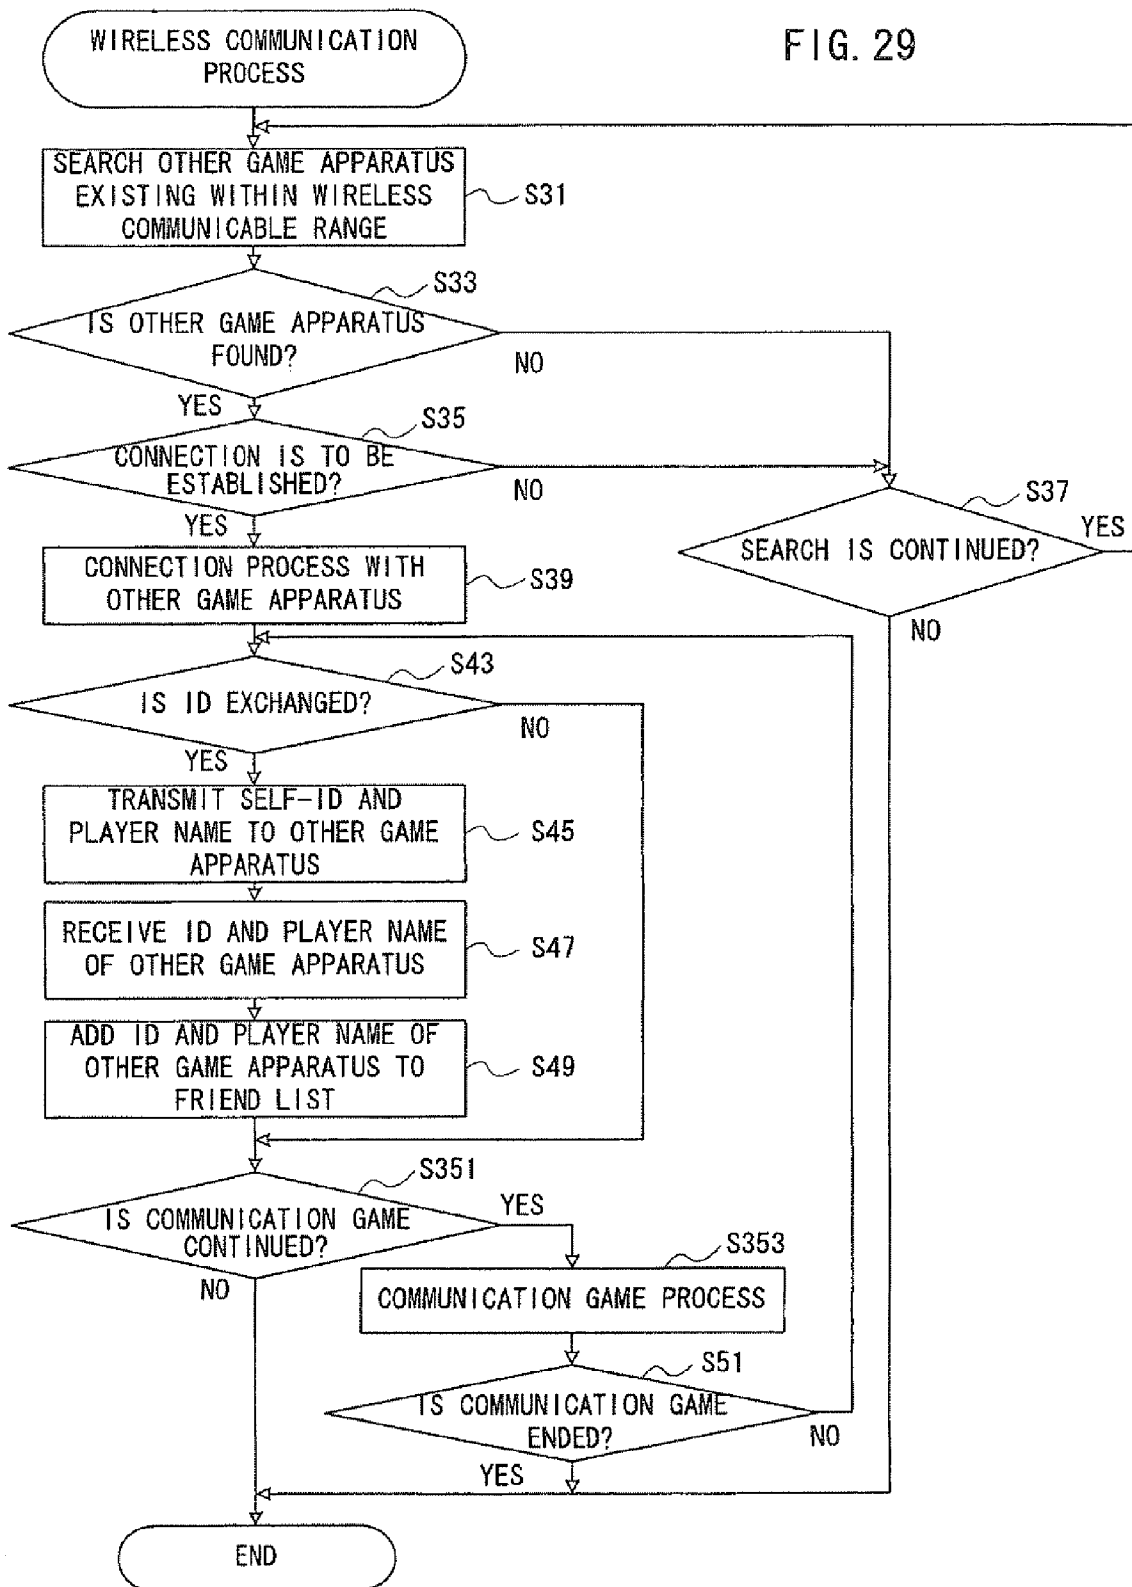 WIRELESS COMMUNICATION
PROCESS
FIG. 29
SEARCH OTHER GAME APPARATUS
EXISTING WITHIN WIRELESS
COMMUNICABLE RANGE
S31
S33
IS OTHER GAME APPARATUS
FOUND?
NO
YES
S35
CONNECTION IS TO BE
ESTABLISHED?
NO
YES
S37
SEARCH IS CONTINUED?
YES
NO
CONNECTION PROCESS WITH
OTHER GAME APPARATUS
S39
S43
IS ID EXCHANGED?
NO
YES
TRANSMIT SELF-ID AND
PLAYER NAME TO OTHER GAME
APPARATUS
S45
RECEIVE ID AND PLAYER NAME
OF OTHER GAME APPARATUS
S47
ADD ID AND PLAYER NAME OF
OTHER GAME APPARATUS TO
FRIEND LIST
S49
S351
IS COMMUNICATION GAME
CONTINUED?
YES
NO
S353
COMMUNICATION GAME PROCESS
S51
IS COMMUNICATION GAME
ENDED?
NO
YES
END